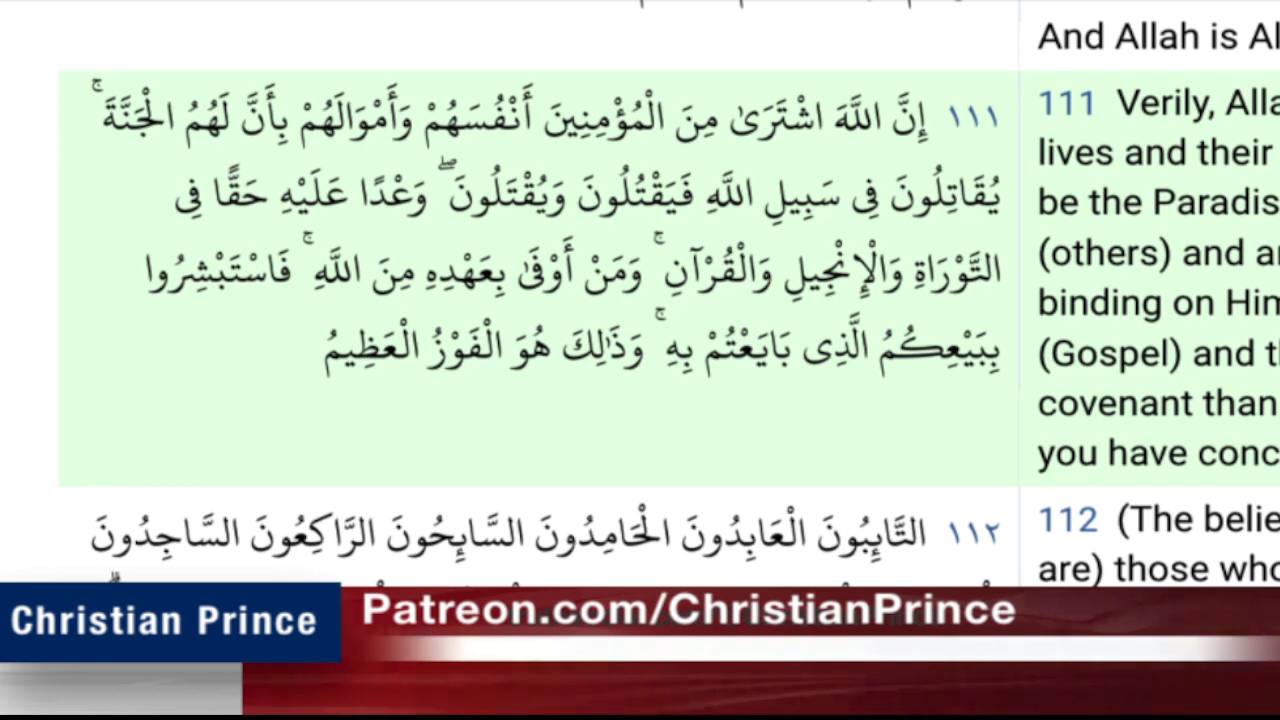 And Allah is Al
١١١ إِنَّ اللَّهَ اشْتَرَىٰ مِنَ الْمُؤْمِنِينَ أَنْفُسَهُمْ وَأَمْوَالَهُمْ بِأَنَّ لَهُمُ الْجَنَّةَ ۚ
يُقَاتِلُونَ فِى سَبِيلِ اللَّهِ فَيَقْتُلُونَ وَيُقْتَلُونَ ۖ وَعْدًا عَلَيْهِ حَقًّا فِى
التَّوْرَاةِ وَالْإِنْجِيلِ وَالْقُرْآنِ ۚ وَمَنْ أَوْفَىٰ بِعَهْدِهِ مِنَ اللَّهِ ۚ فَاسْتَبْشِرُوا
بِبَيْعِكُمُ الَّذِى بَايَعْتُمْ بِهِ ۚ وَذَٰلِكَ هُوَ الْفَوْزُ الْعَظِيمُ
111 Verily, Alla
lives and their
be the Paradis
(others) and ar
binding on Him
(Gospel) and th
covenant than
you have conc
١١٢ التَّائِبُونَ الْعَابِدُونَ الْحَامِدُونَ السَّائِحُونَ الرَّاكِعُونَ السَّاجِدُونَ
112 (The belie
are) those who
Christian Prince
Patreon.com/ChristianPrince